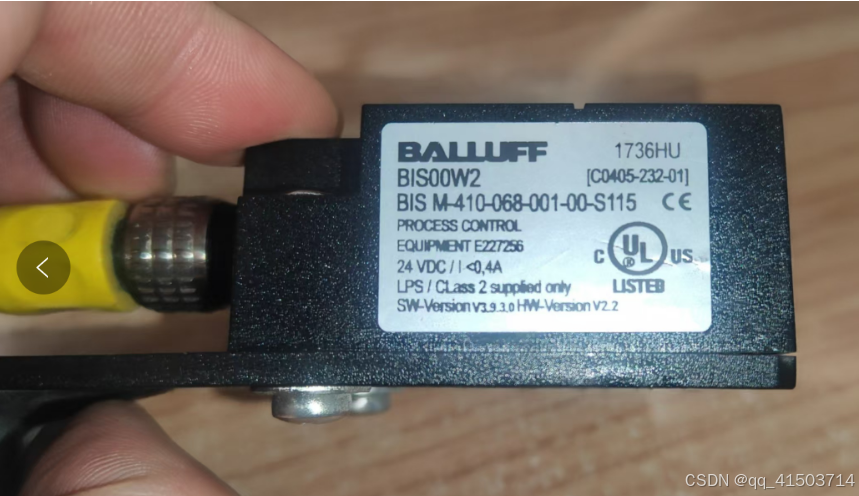 BALLUFF 1736HU
BIS00W2 [C0405-232-01]
BIS M-410-068-001-00-S115 CE
PROCESS CONTROL
EQUIPMENT E227256
24 VDC / I <0,4A
LPS / CLass 2 supplied only
SW-Version V3.9.3.0 HW-Version V2.2
C UL® US
LISTED
CSDN @qq_41503714